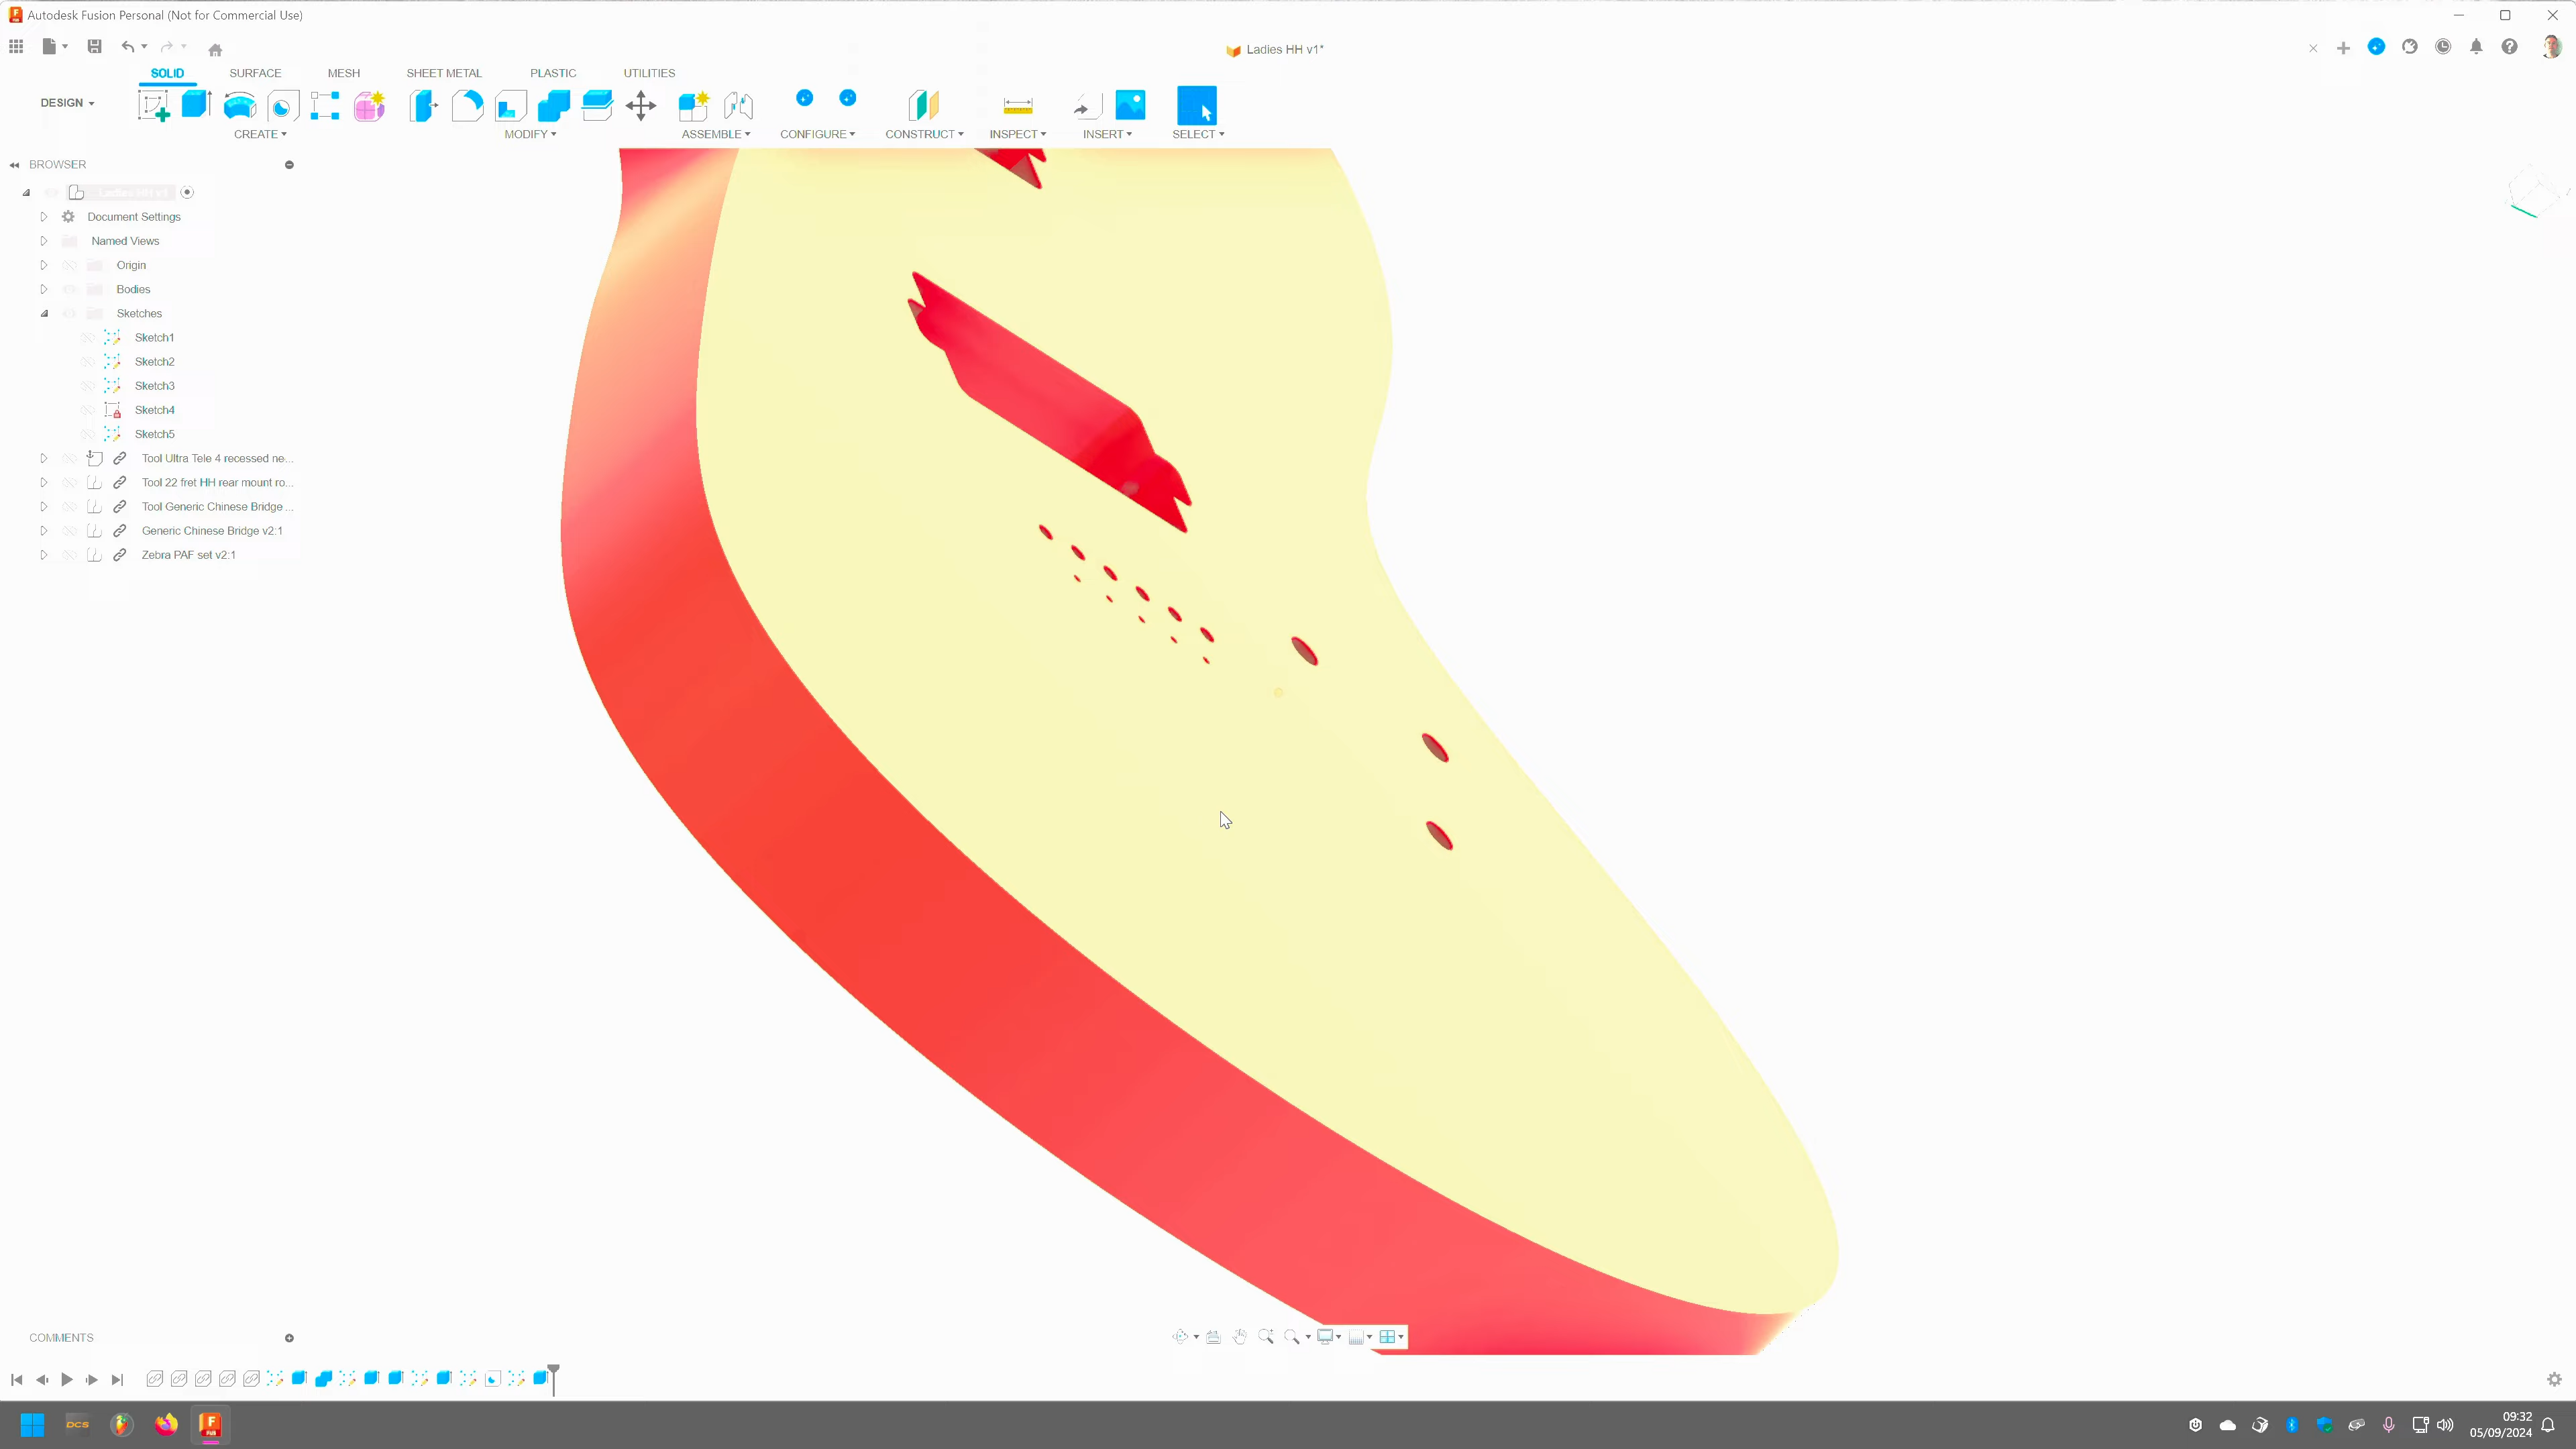 Autodesk Fusion Personal (Not for Commercial Use)
Ladies HH v1*
SOLID
SURFACE
MESH
SHEET METAL
PLASTIC
UTILITIES
DESIGN
CREATE
MODIFY
ASSEMBLE
CONFIGURE
CONSTRUCT
INSPECT
INSERT
SELECT
BROWSER
Document Settings
Named Views
Origin
Bodies
Sketches
Sketch1
Sketch2
Sketch3
Sketch4
Sketch5
Tool Ultra Tele 4 recessed ne...
Tool 22 fret HH rear mount ro...
Tool Generic Chinese Bridge ...
Generic Chinese Bridge v2:1
Zebra PAF set v2:1
COMMENTS
DCS
F
FUS
09:32
05/09/2024